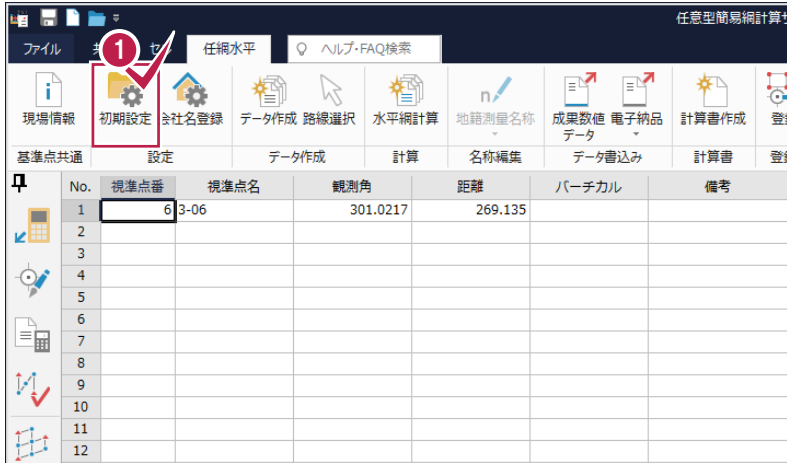 任意型簡易網計算サ
ファイル 任網水平 ヘルプ・FAQ検索
1
現場情報 初期設定 会社名登録 データ作成 路線選択 水平網計算 地籍測量名称 成果数値データ 電子納品 計算書作成
基準点共通 設定 データ作成 計算 名称編集 データ書込み 計算書
No. 視準点番 視準点名 観測角 距離 バーチカル 備考
1 6 3-06 301.0217 269.135
2
3
4
5
6
7
8
9
10
11
12